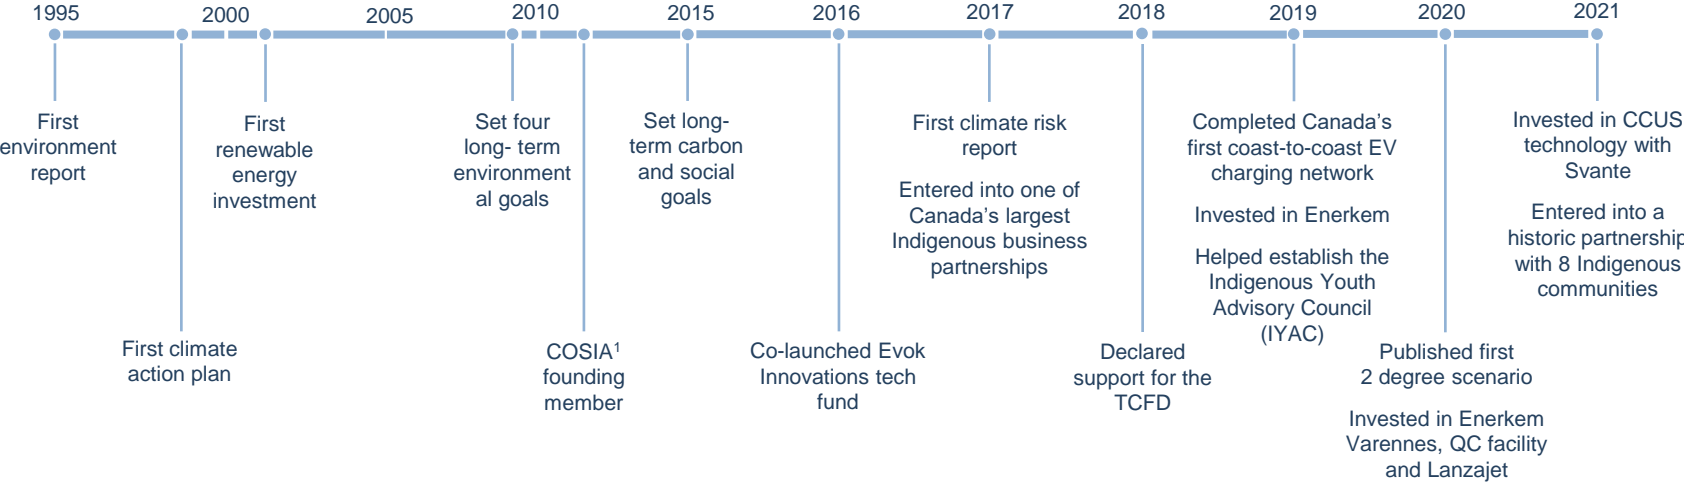 1995
2000
2005
2010
2015
2016
2017
2018
2019
2020
2021
First
environment
report
First climate
action plan
First
renewable
energy
investment
Set four
long- term
environment
al goals
COSIA¹
founding
member
Set long-
term carbon
and social
goals
Co-launched Evok
Innovations tech
fund
First climate risk
report
Entered into one of
Canada’s largest
Indigenous business
partnerships
Declared
support for the
TCFD
Completed Canada’s
first coast-to-coast EV
charging network
Invested in Enerkem
Helped establish the
Indigenous Youth
Advisory Council
(IYAC)
Published first
2 degree scenario
Invested in Enerkem
Varennes, QC facility
and Lanzajet
Invested in CCUS
technology with
Svante
Entered into a
historic partnership
with 8 Indigenous
communities